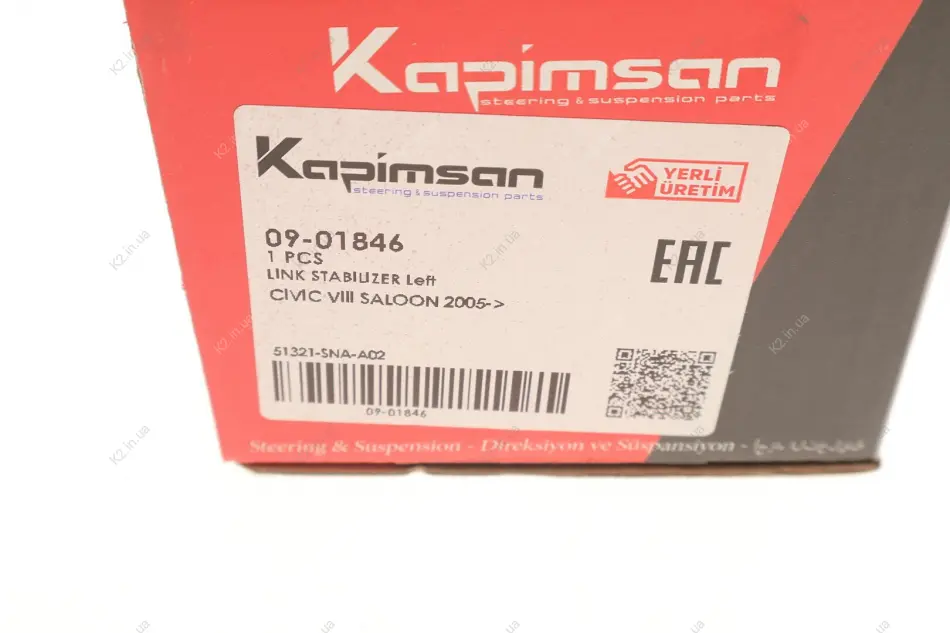 Kapimsan
steering & suspension parts
Kapimsan
steering & suspension parts
YERLİ
ÜRETİM
09-01846
1 PCS
LINK STABILIZER Left
CIVIC VIII SALOON 2005->
EAC
51321-SNA-A02
09-01846
Steering & Suspension - Direksiyon ve Süspansiyon -
K2.in.ua